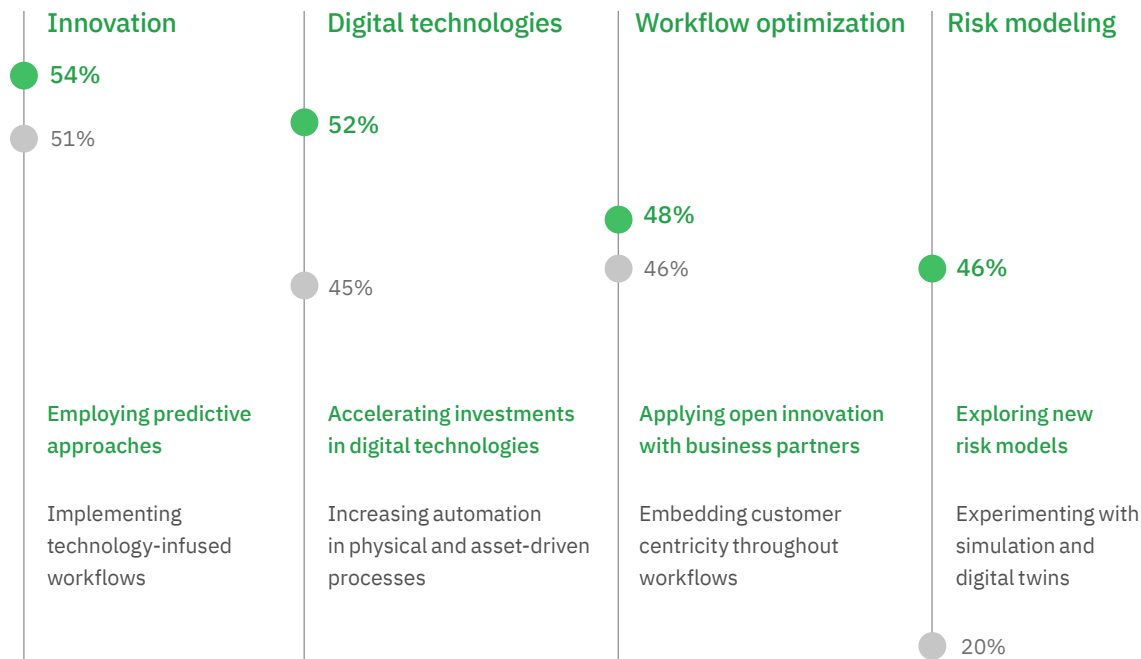 Innovation
54%
51%
Employing predictive
approaches
Implementing
technology-infused
workflows
Digital technologies
52%
45%
Accelerating investments
in digital technologies
Increasing automation
in physical and asset-driven
processes
Workflow optimization
48%
46%
Applying open innovation
with business partners
Embedding customer
centricity throughout
workflows
Risk modeling
46%
Exploring new
risk models
Experimenting with
simulation and
digital twins
20%